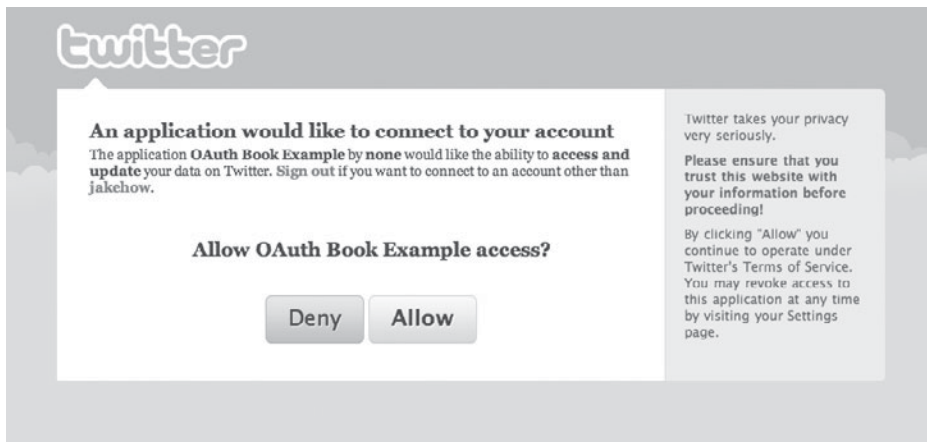 twitter
An application would like to connect to your account
The application OAuth Book Example by none would like the ability to access and
update your data on Twitter. Sign out if you want to connect to an account other than
jakehow.
Allow OAuth Book Example access?
Deny
Allow
Twitter takes your privacy
very seriously.
Please ensure that you
trust this website with
your information before
proceeding!
By clicking "Allow" you
continue to operate under
Twitter's Terms of Service.
You may revoke access to
this application at any time
by visiting your Settings
page.